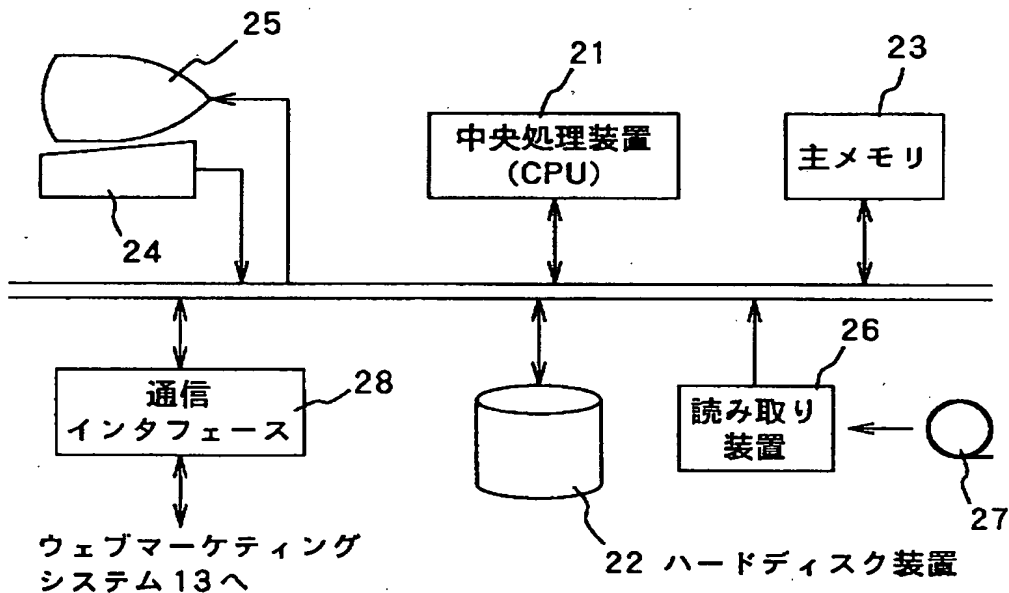 25
21
23
中央処理装置
(CPU)
主メモリ
24
26
通信
インタフェース
28
読み取り
装置
27
22 ハードディスク装置
ウェブマーケティング
システム13へ